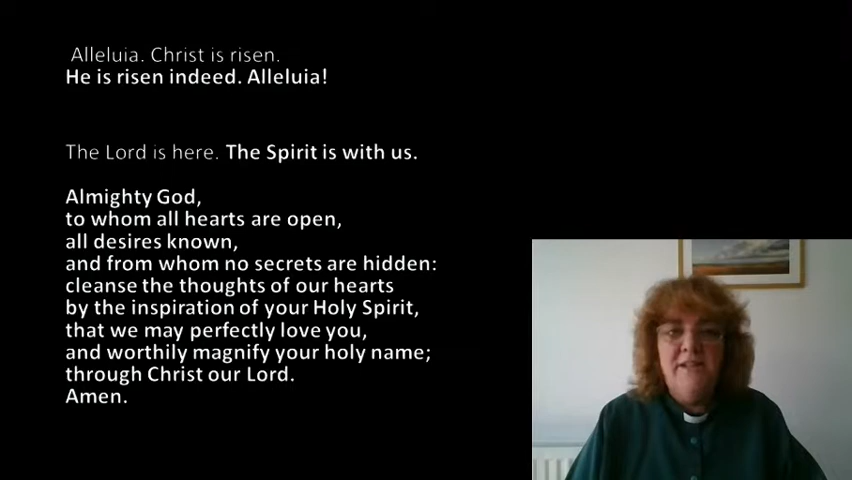 Alleluia. Christ is risen.
He is risen indeed. Alleluia!
The Lord is here. The Spirit is with us.
Almighty God,
to whom all hearts are open,
all desires known,
and from whom no secrets are hidden:
cleanse the thoughts of our hearts
by the inspiration of your Holy Spirit,
that we may perfectly love you,
and worthily magnify your holy name;
through Christ our Lord.
Amen.